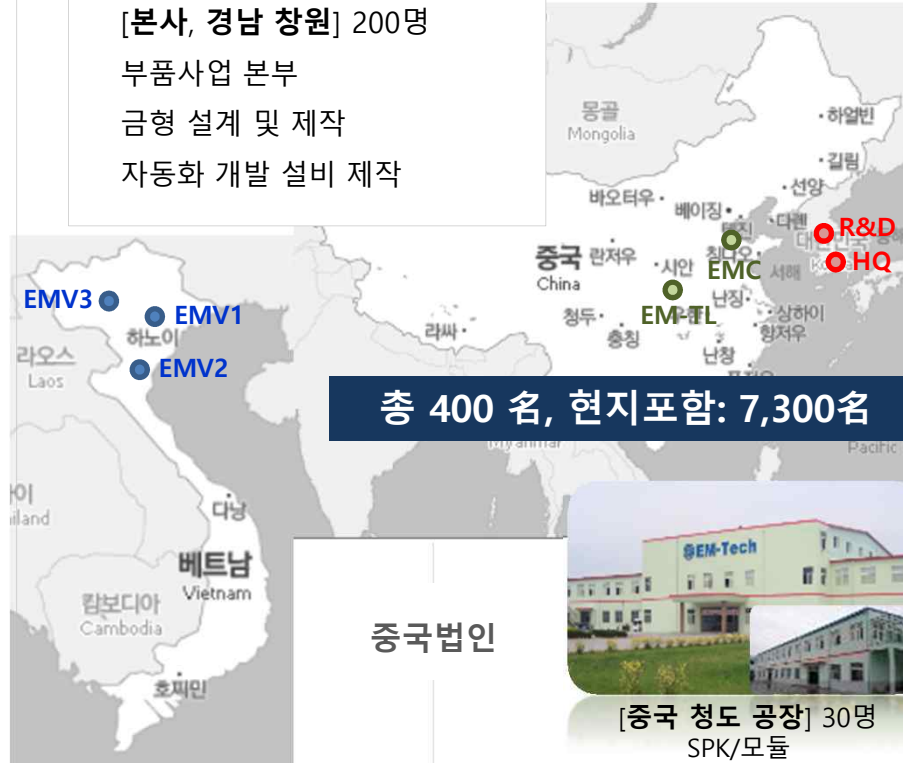 [본사, 경남 창원] 200명
부품사업 본부
금형 설계 및 제작
자동화 개발 설비 제작
몽골
Mongolia
하얼빈
길림
선양
바오터우
베이징
다롄
R&D
HQ
중국
China
란저우
시안
EMC
서해
EM-TL
난징
상하이
항저우
청두
충칭
난창
라싸
EMV3
EMV1
하노이
EMV2
라오스
Laos
총 400 名, 현지포함: 7,300名
Myanmar
Pacific
다낭
베트남
Vietnam
캄보디아
Cambodia
호찌민
중국법인
EM-Tech
[중국 청도 공장] 30명
SPK/모듈